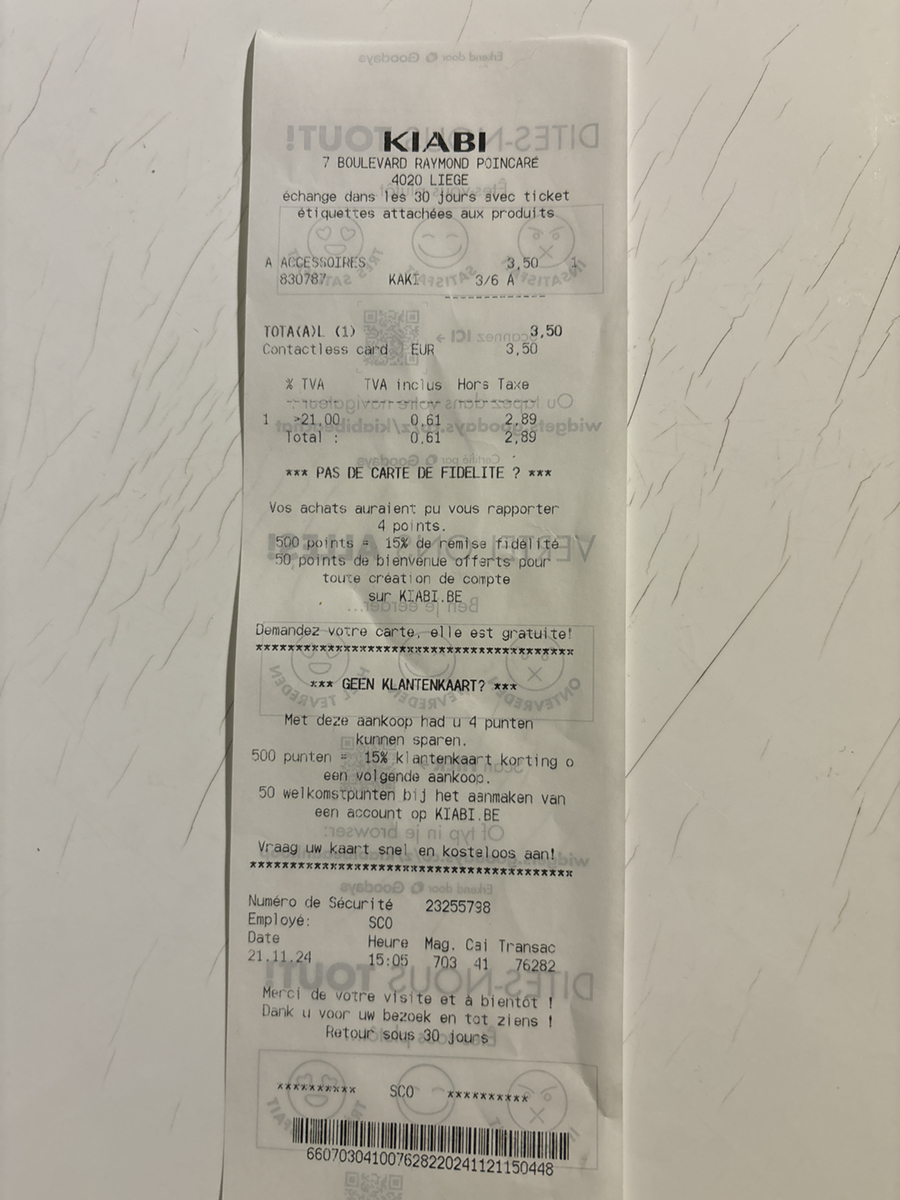 KIABI
7 BOULEVARD RAYMOND POINCARÉ
4020 LIEGE
échange dans les 30 jours avec ticket
étiquettes attachées aux produits
A ACCESSOIRES 3,50 1
830787 KAKI 3/6 A
--------------
TOTA(A)L (1) 3,50
Contactless card EUR 3,50
% TVA TVA inclus Hors Taxe
1 >21,00 0,61 2,89
Total : 0,61 2,89
*** PAS DE CARTE DE FIDELITE ? ***
Vos achats auraient pu vous rapporter
4 points.
500 points = 15% de remise fidélité
50 points de bienvenue offerts pour
toute création de compte
sur KIABI.BE
Demandez votre carte, elle est gratuite!
****************************************
*** GEEN KLANTENKAART? ***
Met deze aankoop had u 4 punten
kunnen sparen.
500 punten = 15% klantenkaart korting o
een volgende aankoop.
50 welkomstpunten bij het aanmaken van
een account op KIABI.BE
Vraag uw kaart snel en kosteloos aan!
****************************************
Numéro de Sécurité 23255798
Employé: SCO
Date Heure Mag. Cai Transac
21.11.24 15:05 703 41 76282
Merci de votre visite et à bientôt !
Dank u voor uw bezoek en tot ziens !
Retour sous 30 jours
********** SCO **********
660703041007628220241121150448